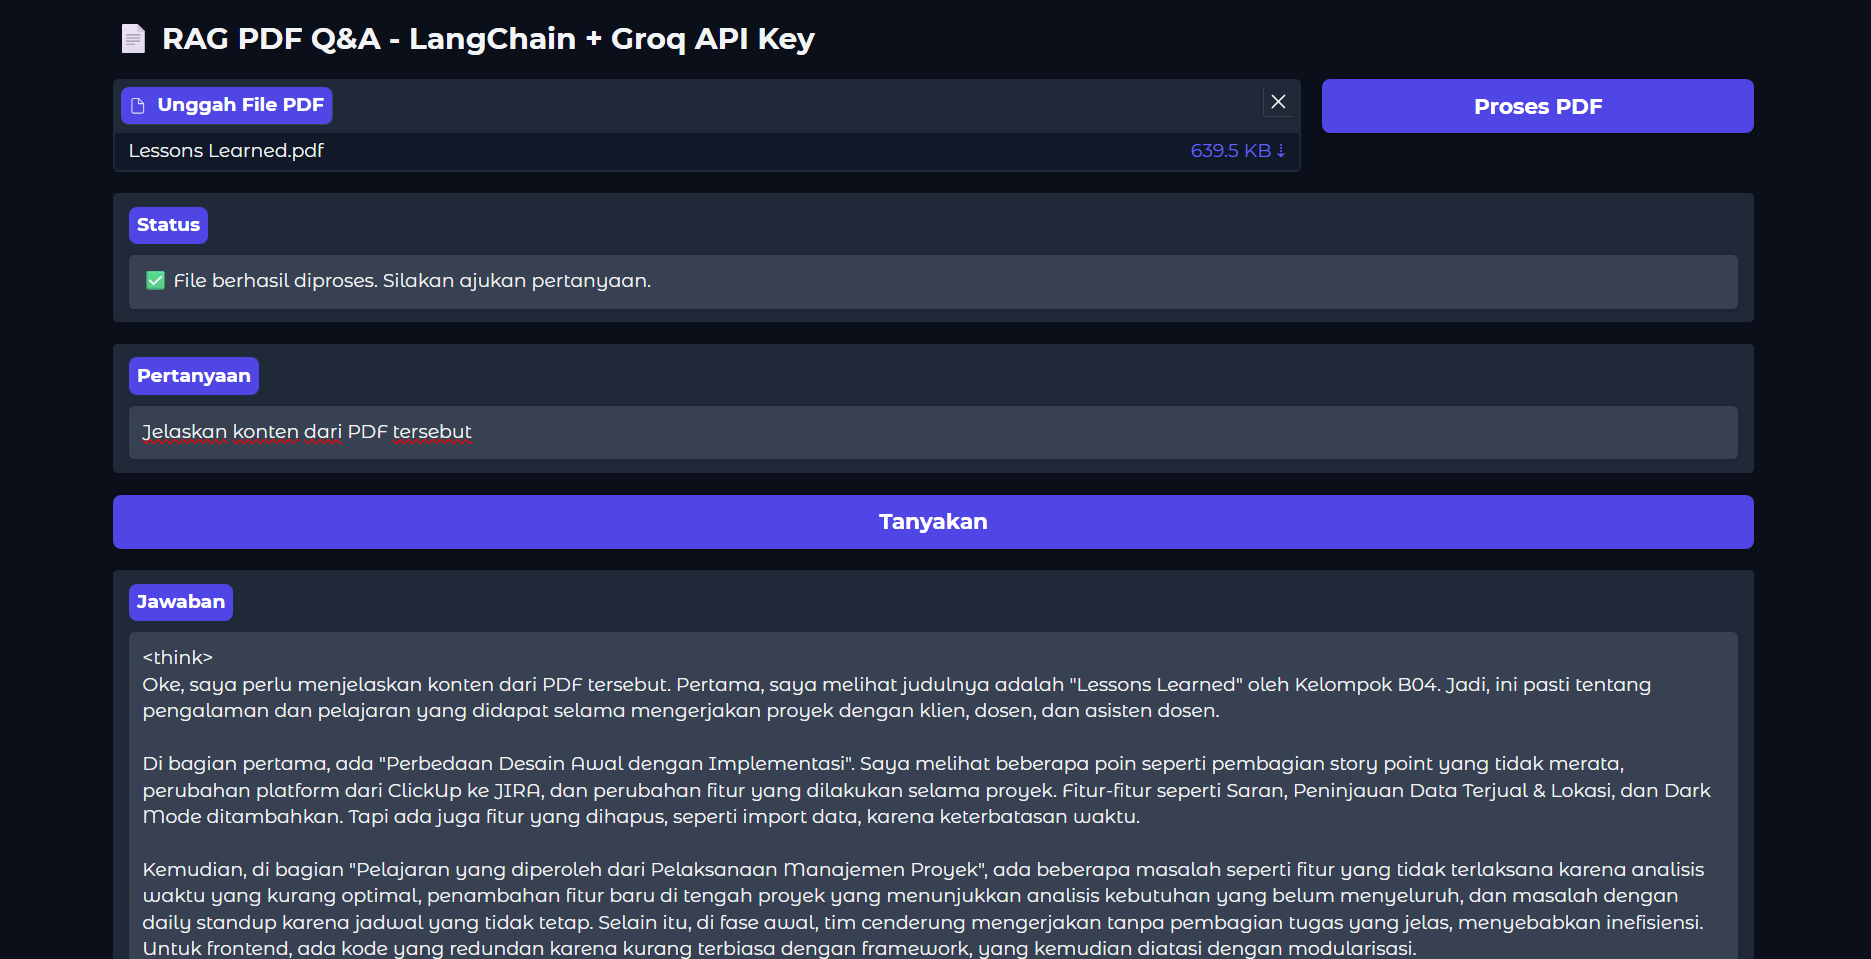 RAG PDF Q&A - LangChain + Groq API Key
Unggah File PDF
Proses PDF
Lessons Learned.pdf
639.5 KB ⇣
Status
✅ File berhasil diproses. Silakan ajukan pertanyaan.
Pertanyaan
Jelaskan konten dari PDF tersebut
Tanyakan
Jawaban
<think>
Oke, saya perlu menjelaskan konten dari PDF tersebut. Pertama, saya melihat judulnya adalah "Lessons Learned" oleh Kelompok B04. Jadi, ini pasti tentang
pengalaman dan pelajaran yang didapat selama mengerjakan proyek dengan klien, dosen, dan asisten dosen.
Di bagian pertama, ada "Perbedaan Desain Awal dengan Implementasi". Saya melihat beberapa poin seperti pembagian story point yang tidak merata,
perubahan platform dari ClickUp ke JIRA, dan perubahan fitur yang dilakukan selama proyek. Fitur-fitur seperti Saran, Peninjauan Data Terjual & Lokasi, dan Dark
Mode ditambahkan. Tapi ada juga fitur yang dihapus, seperti import data, karena keterbatasan waktu.
Kemudian, di bagian "Pelajaran yang diperoleh dari Pelaksanaan Manajemen Proyek", ada beberapa masalah seperti fitur yang tidak terlaksana karena analisis
waktu yang kurang optimal, penambahan fitur baru di tengah proyek yang menunjukkan analisis kebutuhan yang belum menyeluruh, dan masalah dengan
daily standup karena jadwal yang tidak tetap. Selain itu, di fase awal, tim cenderung mengerjakan tanpa pembagian tugas yang jelas, menyebabkan inefisiensi.
Untuk frontend, ada kode yang redundan karena kurang terbiasa dengan framework, yang kemudian diatasi dengan modularisasi.